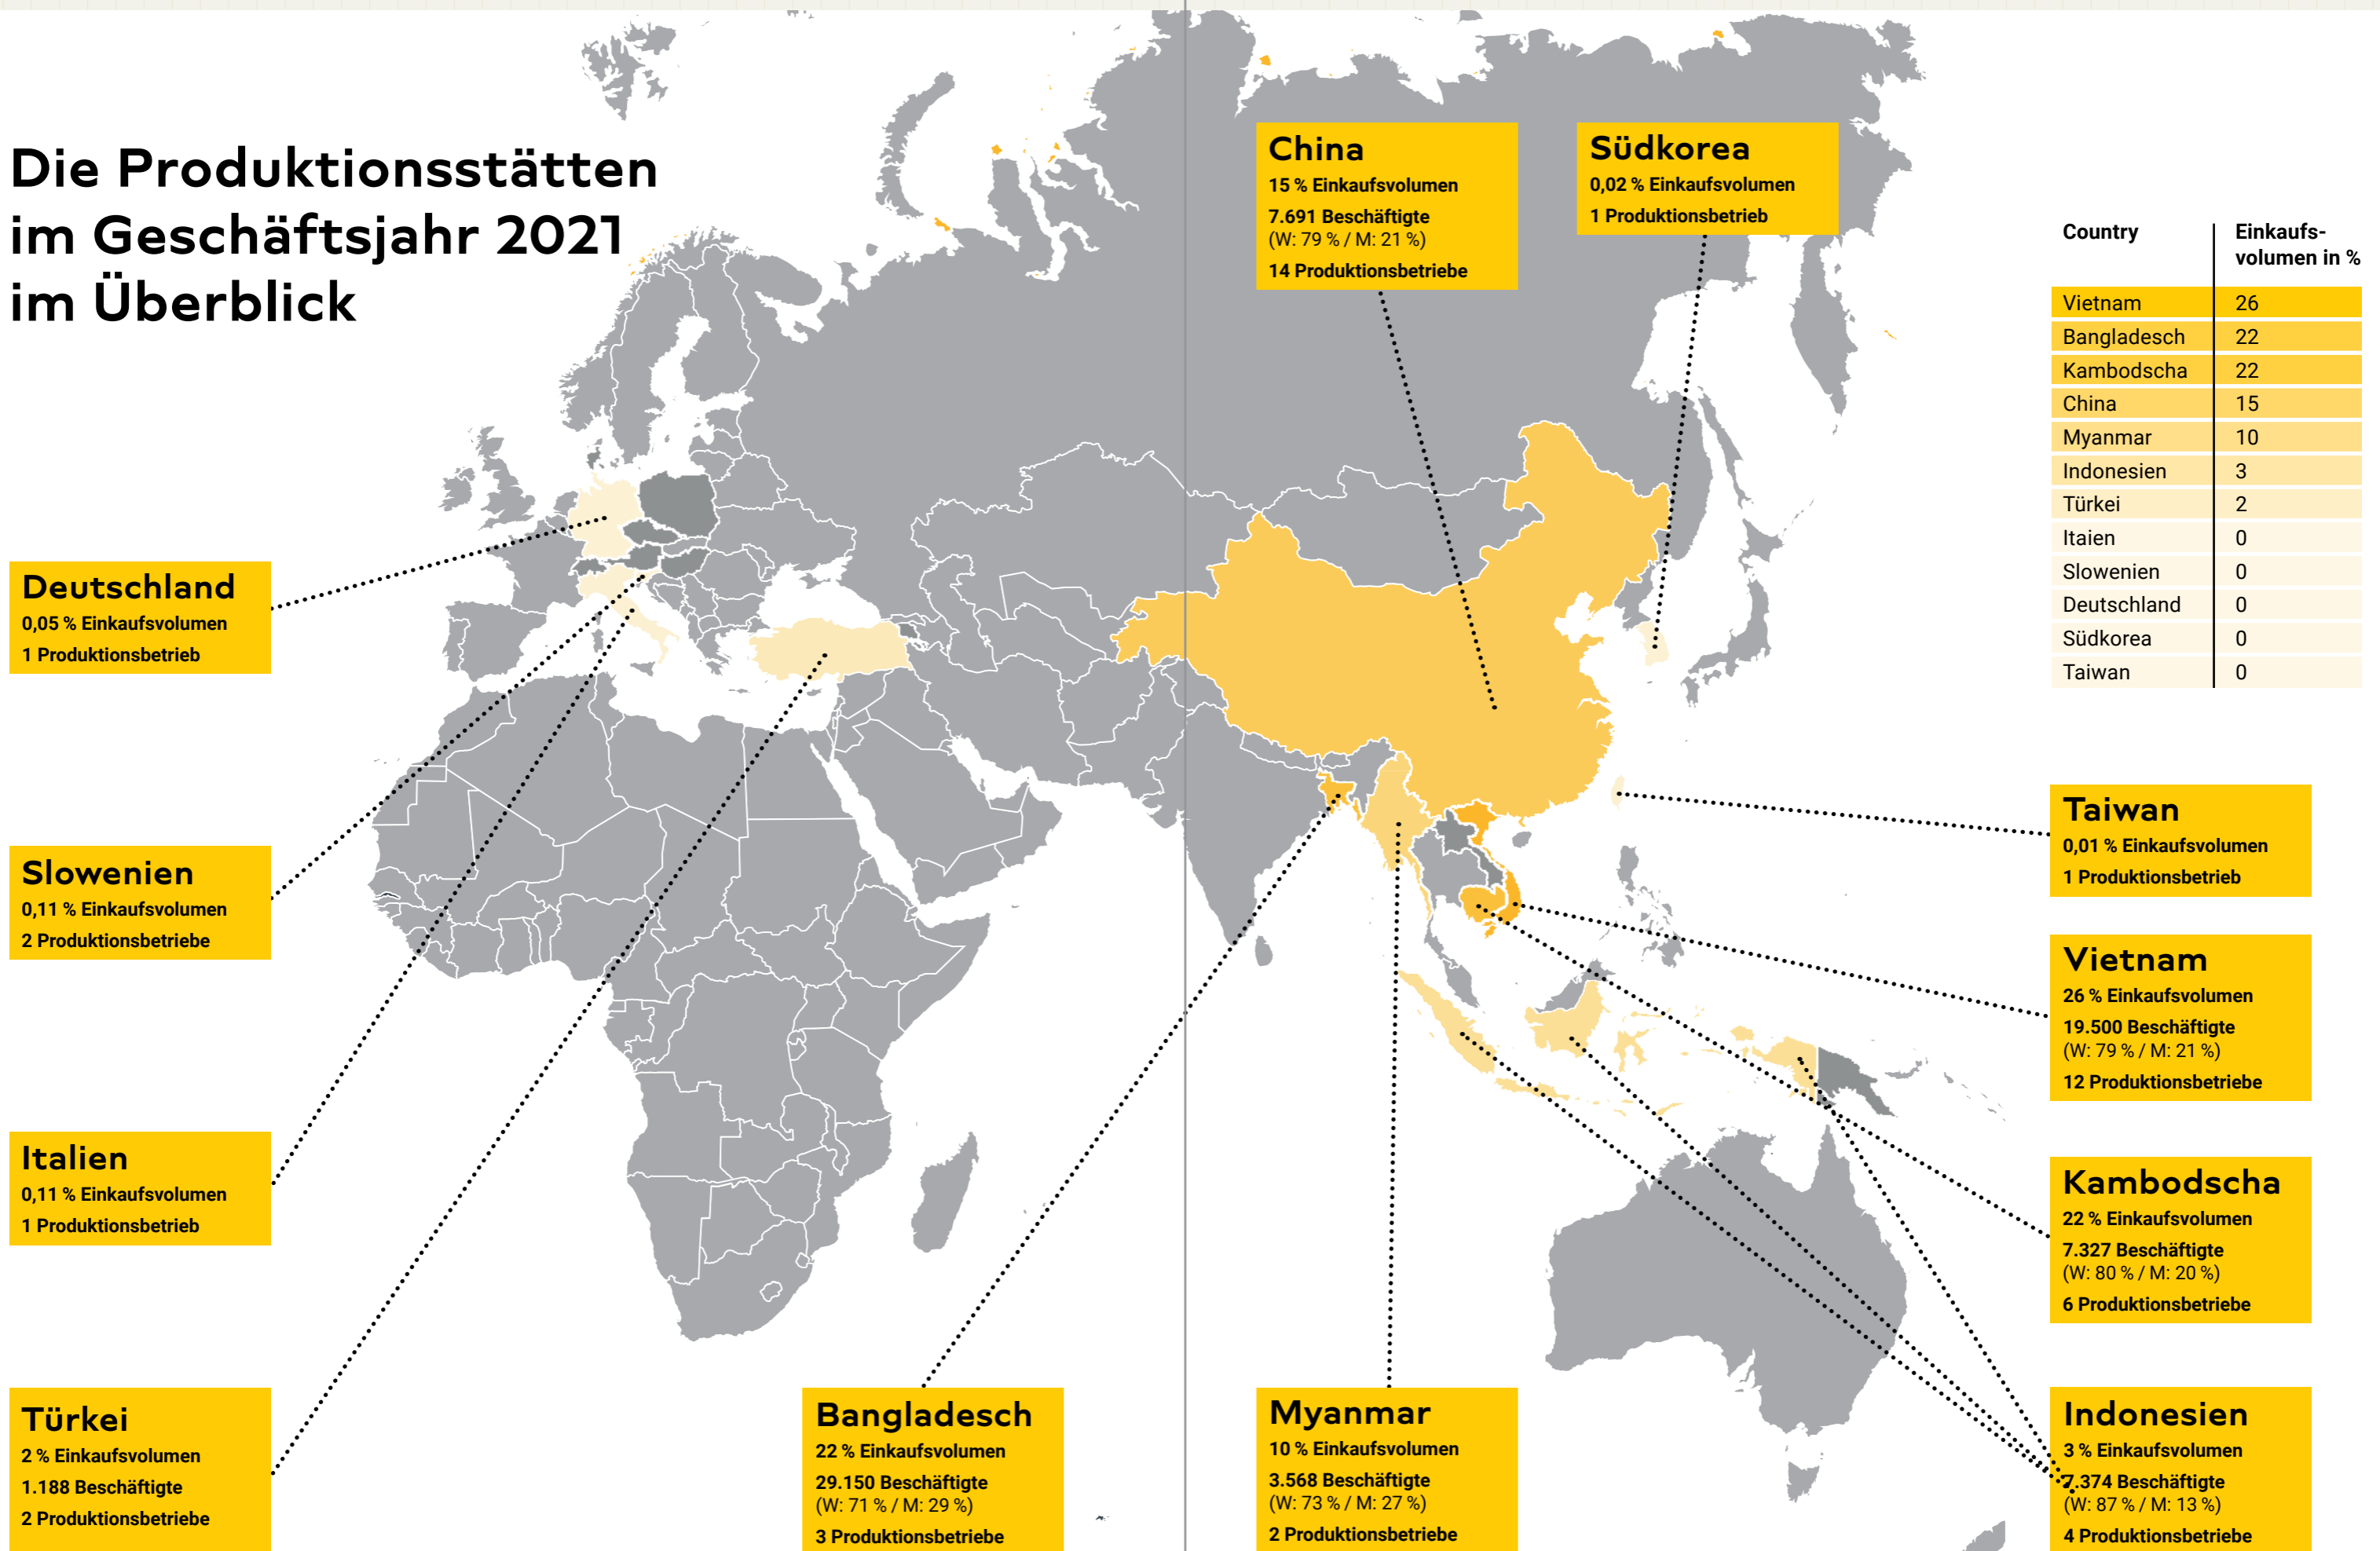 Die Produktionsstätten
im Geschäftsjahr 2021
im Überblick
China
15 % Einkaufsvolumen
7.691 Beschäftigte
(W: 79 % / M: 21 %)
14 Produktionsbetriebe
Südkorea
0,02 % Einkaufsvolumen
1 Produktionsbetrieb
Country Einkaufs-
volumen in %
Vietnam 26
Bangladesch 22
Kambodscha 22
China 15
Myanmar 10
Indonesien 3
Türkei 2
Itaien 0
Slowenien 0
Deutschland 0
Südkorea 0
Taiwan 0
Deutschland
0,05 % Einkaufsvolumen
1 Produktionsbetrieb
Slowenien
0,11 % Einkaufsvolumen
2 Produktionsbetriebe
Italien
0,11 % Einkaufsvolumen
1 Produktionsbetrieb
Türkei
2 % Einkaufsvolumen
1.188 Beschäftigte
2 Produktionsbetriebe
Bangladesch
22 % Einkaufsvolumen
29.150 Beschäftigte
(W: 71 % / M: 29 %)
3 Produktionsbetriebe
Myanmar
10 % Einkaufsvolumen
3.568 Beschäftigte
(W: 73 % / M: 27 %)
2 Produktionsbetriebe
Taiwan
0,01 % Einkaufsvolumen
1 Produktionsbetrieb
Vietnam
26 % Einkaufsvolumen
19.500 Beschäftigte
(W: 79 % / M: 21 %)
12 Produktionsbetriebe
Kambodscha
22 % Einkaufsvolumen
7.327 Beschäftigte
(W: 80 % / M: 20 %)
6 Produktionsbetriebe
Indonesien
3 % Einkaufsvolumen
7.374 Beschäftigte
(W: 87 % / M: 13 %)
4 Produktionsbetriebe